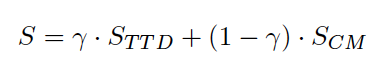 S = γ · S_{TTD} + (1 − γ) · S_{CM}